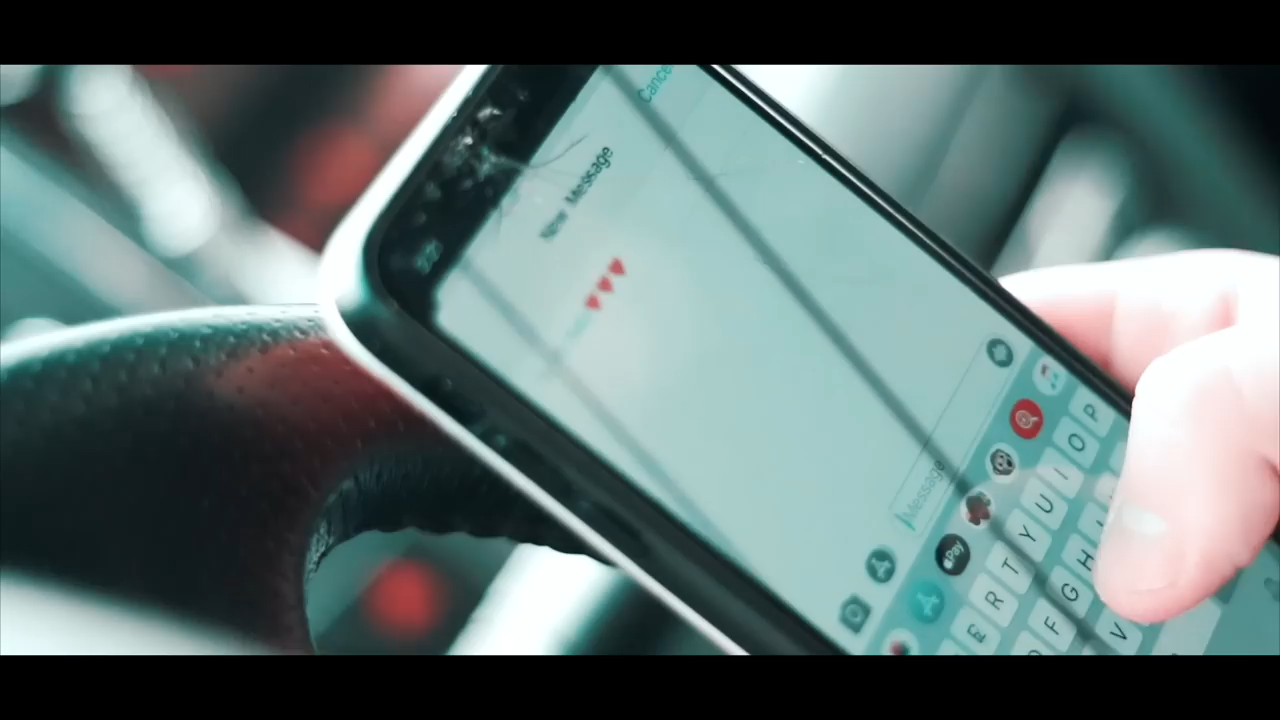 Cancel
New Message
♥♥♥
Message
Pay
E R T Y U I O P
F G H
V